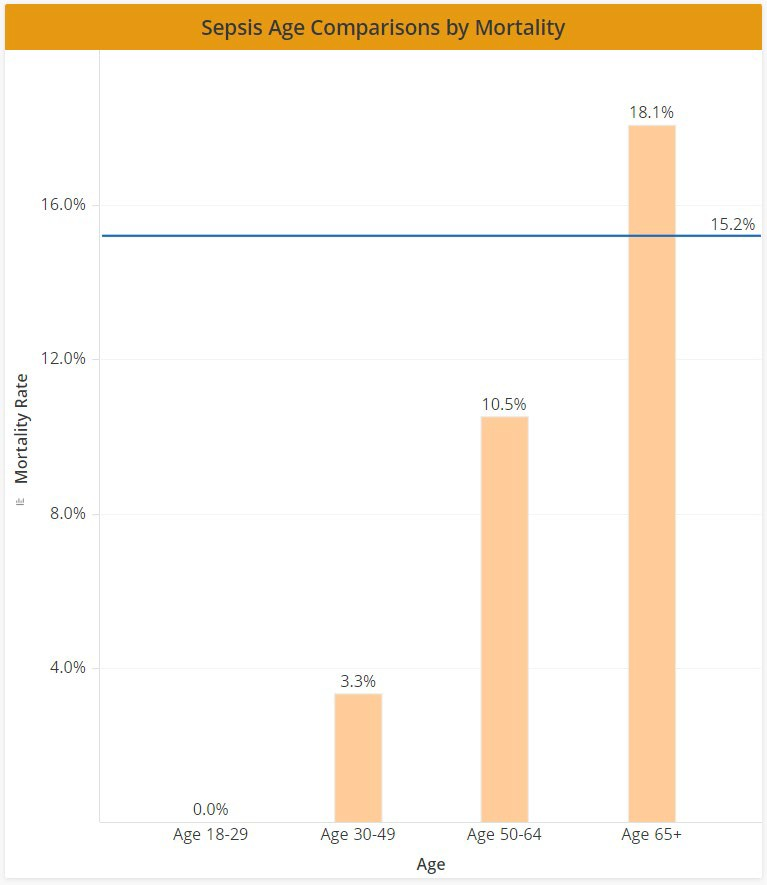 Sepsis Age Comparisons by Mortality
18.1%
16.0%
15.2%
12.0%
Mortality Rate
10.5%
8.0%
4.0%
3.3%
0.0%
Age 18-29 Age 30-49 Age 50-64 Age 65+
Age